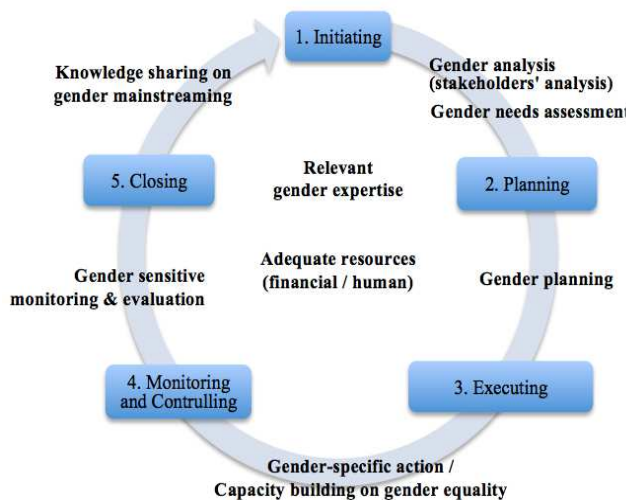 1. Initiating
Gender analysis
(stakeholders' analysis)
Gender needs assessment
2. Planning
Gender planning
3. Executing
Gender-specific action /
Capacity building on gender equality
4. Monitoring
and Controlling
Gender sensitive
monitoring & evaluation
5. Closing
Knowledge sharing on
gender mainstreaming
Relevant
gender expertise
Adequate resources
(financial / human)